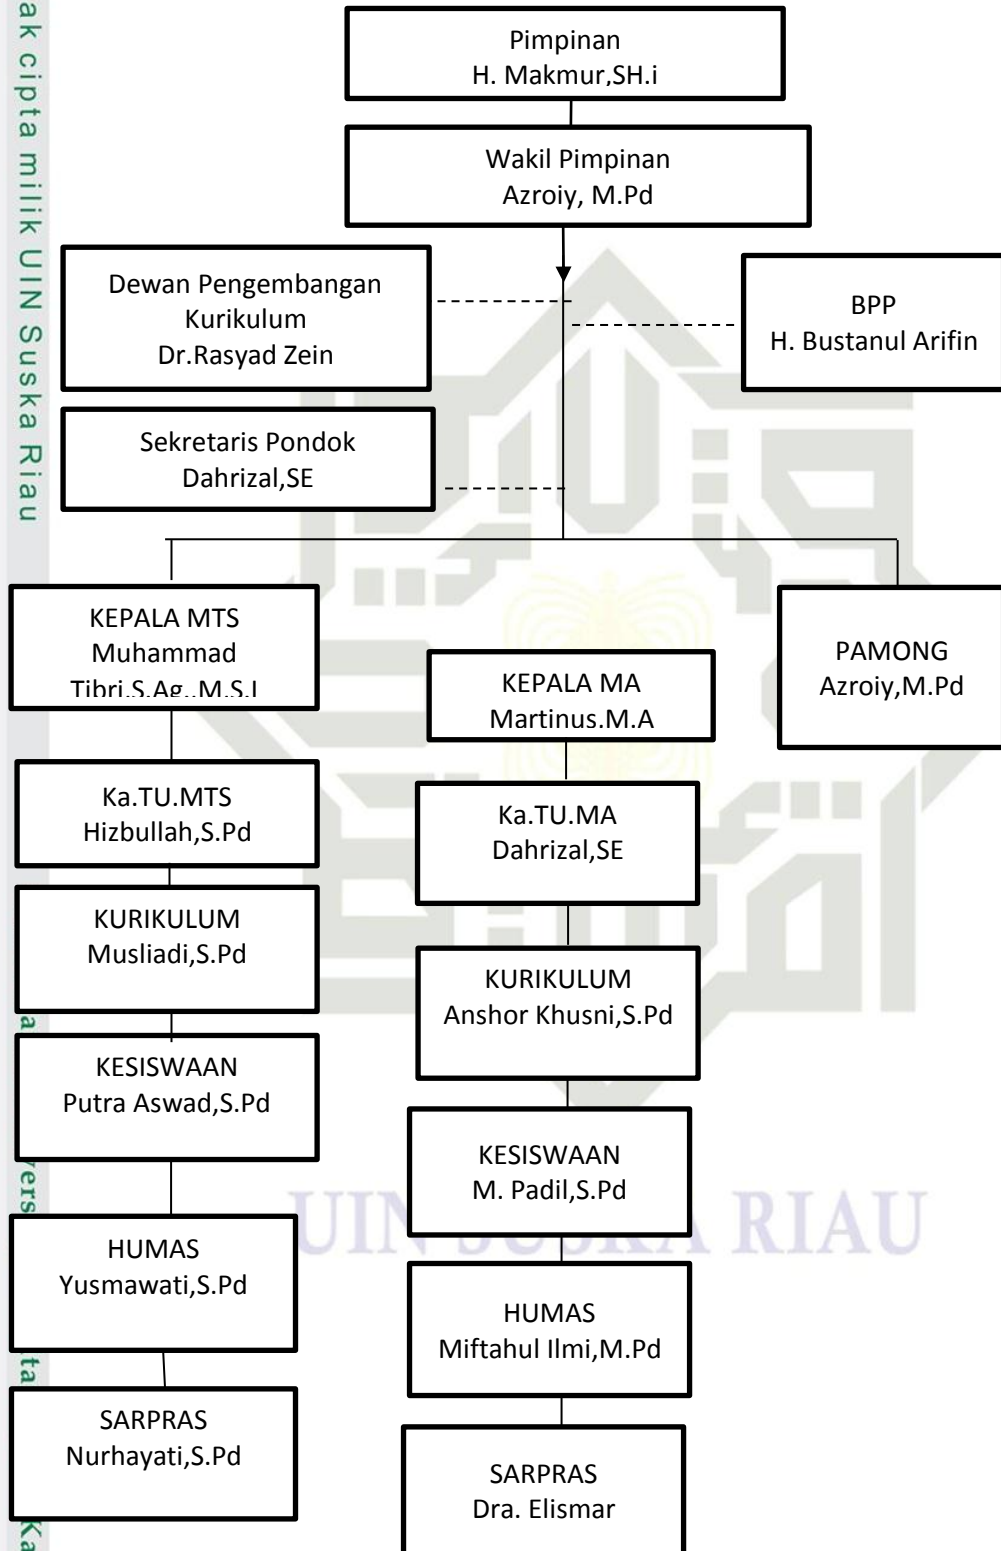 ak cipta milik UIN Suska Riau
Pimpinan
H. Makmur,SH.i
Wakil Pimpinan
Azroiy, M.Pd
Dewan Pengembangan
Kurikulum
Dr.Rasyad Zein
BPP
H. Bustanul Arifin
Sekretaris Pondok
Dahrizal,SE
KEPALA MTS
Muhammad
Tibri,S.Ag.,M.S.I
KEPALA MA
Martinus.M.A
PAMONG
Azroiy,M.Pd
Ka.TU.MTS
Hizbullah,S.Pd
Ka.TU.MA
Dahrizal,SE
KURIKULUM
Musliadi,S.Pd
KURIKULUM
Anshor Khusni,S.Pd
KESISWAAN
Putra Aswad,S.Pd
KESISWAAN
M. Padil,S.Pd
HUMAS
Yusmawati,S.Pd
HUMAS
Miftahul Ilmi,M.Pd
SARPRAS
Nurhayati,S.Pd
SARPRAS
Dra. Elismar
UIN SUSKA RIAU